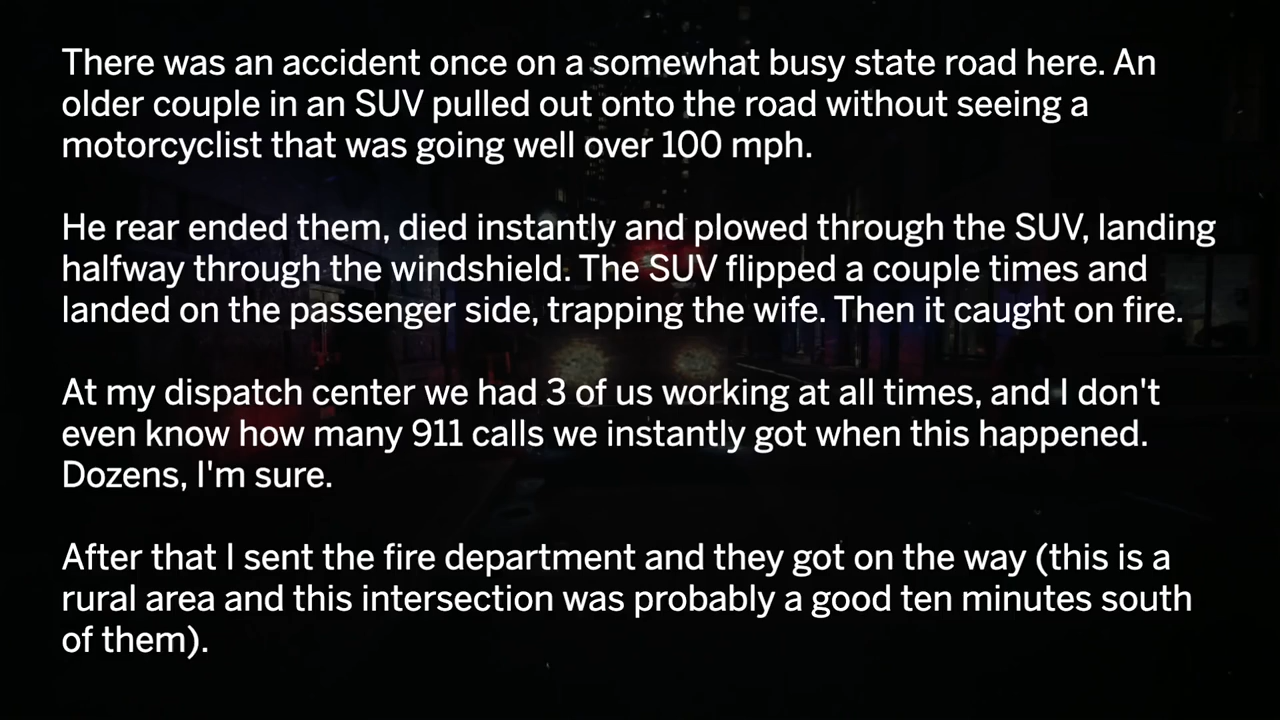 There was an accident once on a somewhat busy state road here. An
older couple in an SUV pulled out onto the road without seeing a
motorcyclist that was going well over 100 mph.
He rear ended them, died instantly and plowed through the SUV, landing
halfway through the windshield. The SUV flipped a couple times and
landed on the passenger side, trapping the wife. Then it caught on fire.
At my dispatch center we had 3 of us working at all times, and I don't
even know how many 911 calls we instantly got when this happened.
Dozens, I'm sure.
After that I sent the fire department and they got on the way (this is a
rural area and this intersection was probably a good ten minutes south
of them).